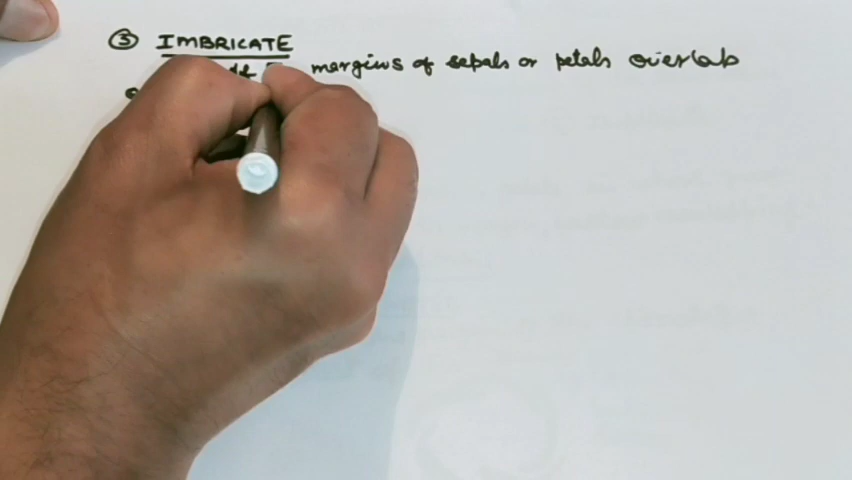 ③ IMBRICATE
margins of sepals or petals overlap